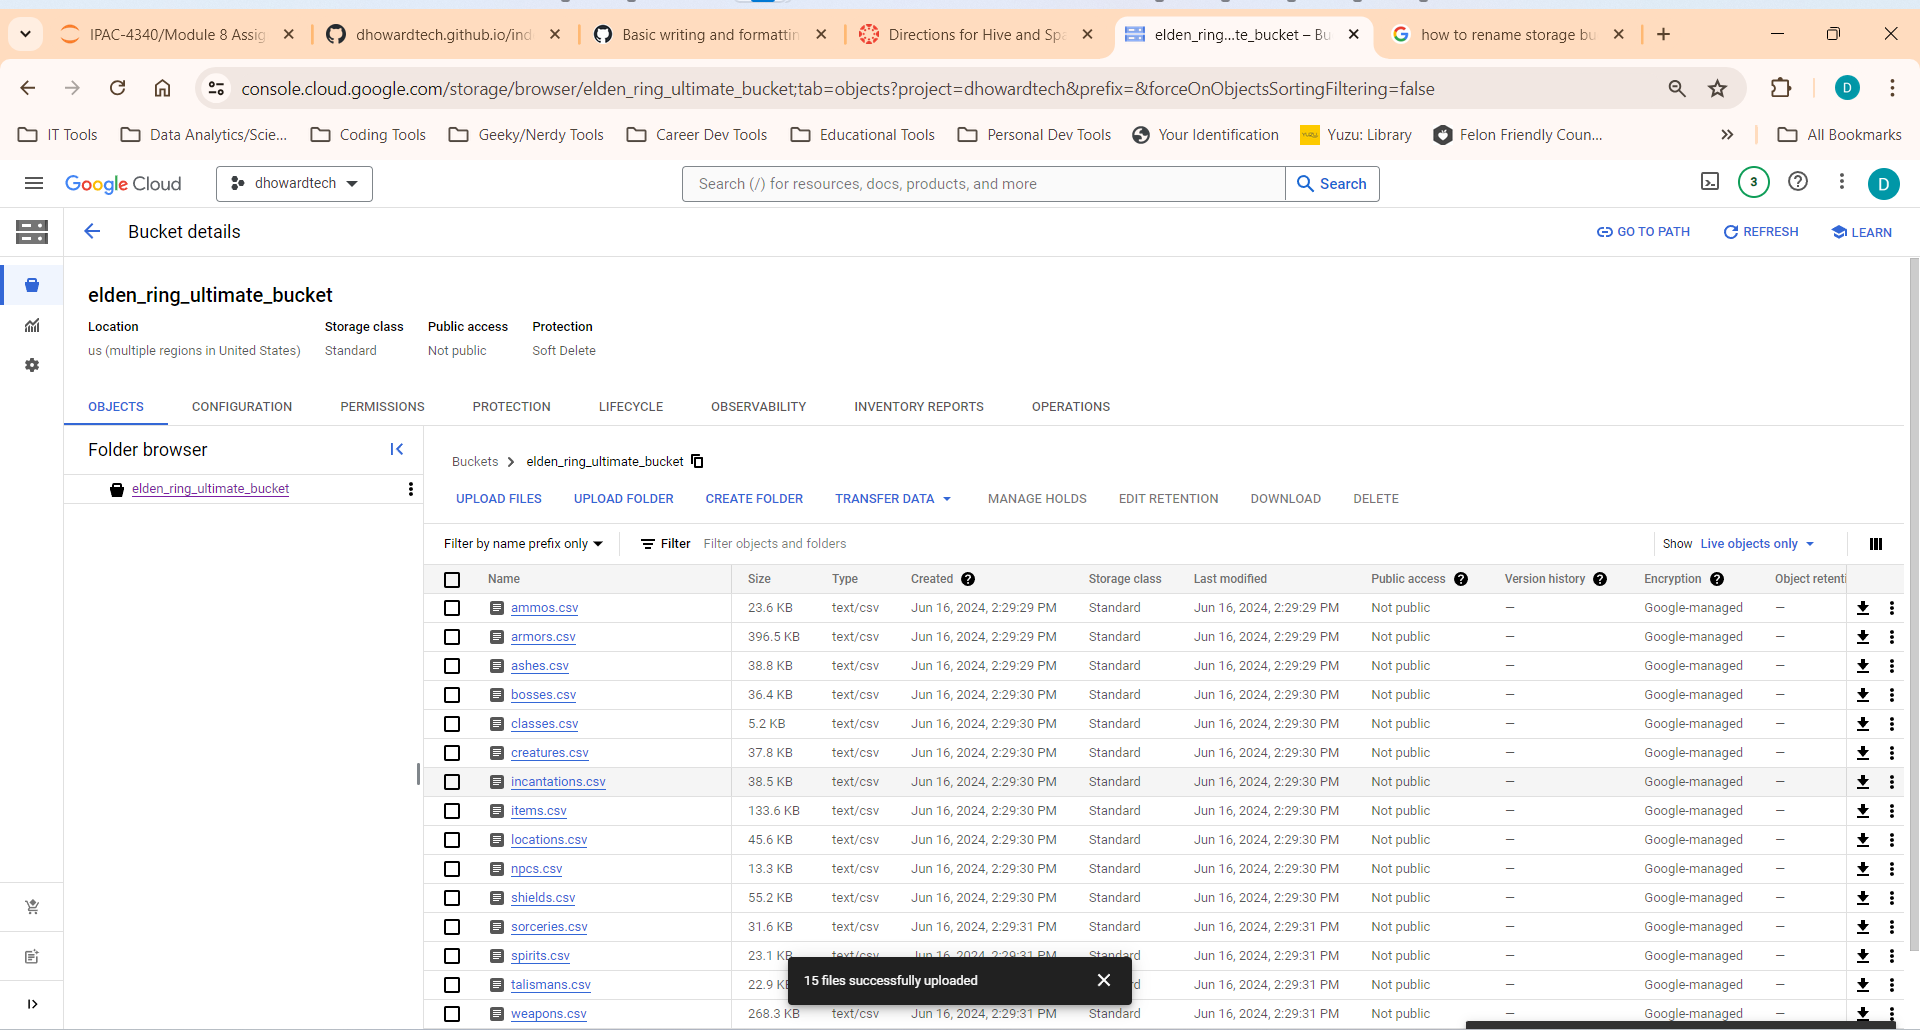 IPAC-4340/Module 8 Assig
dhowardtech.github.io/ind
Basic writing and formattin
Directions for Hive and Spa
elden_ring...te_bucket – Bu
how to rename storage bu
console.cloud.google.com/storage/browser/elden_ring_ultimate_bucket;tab=objects?project=dhowardtech&prefix=&forceOnObjectsSortingFiltering=false
D
IT Tools
Data Analytics/Scie...
Coding Tools
Geeky/Nerdy Tools
Career Dev Tools
Educational Tools
Personal Dev Tools
Your Identification
Yuzu: Library
Felon Friendly Coun...
All Bookmarks
Google Cloud
dhowardtech
Search (/) for resources, docs, products, and more
Search
3
D
Bucket details
GO TO PATH
REFRESH
LEARN
elden_ring_ultimate_bucket
Location Storage class Public access Protection
us (multiple regions in United States) Standard Not public Soft Delete
OBJECTS CONFIGURATION PERMISSIONS PROTECTION LIFECYCLE OBSERVABILITY INVENTORY REPORTS OPERATIONS
Folder browser
elden_ring_ultimate_bucket
Buckets > elden_ring_ultimate_bucket
UPLOAD FILES UPLOAD FOLDER CREATE FOLDER TRANSFER DATA MANAGE HOLDS EDIT RETENTION DOWNLOAD DELETE
Filter by name prefix only Filter Filter objects and folders Show Live objects only
Name Size Type Created Storage class Last modified Public access Version history Encryption Object retenti
ammos.csv 23.6 KB text/csv Jun 16, 2024, 2:29:29 PM Standard Jun 16, 2024, 2:29:29 PM Not public — Google-managed —
armors.csv 396.5 KB text/csv Jun 16, 2024, 2:29:29 PM Standard Jun 16, 2024, 2:29:29 PM Not public — Google-managed —
ashes.csv 38.8 KB text/csv Jun 16, 2024, 2:29:29 PM Standard Jun 16, 2024, 2:29:29 PM Not public — Google-managed —
bosses.csv 36.4 KB text/csv Jun 16, 2024, 2:29:30 PM Standard Jun 16, 2024, 2:29:30 PM Not public — Google-managed —
classes.csv 5.2 KB text/csv Jun 16, 2024, 2:29:30 PM Standard Jun 16, 2024, 2:29:30 PM Not public — Google-managed —
creatures.csv 37.8 KB text/csv Jun 16, 2024, 2:29:30 PM Standard Jun 16, 2024, 2:29:30 PM Not public — Google-managed —
incantations.csv 38.5 KB text/csv Jun 16, 2024, 2:29:30 PM Standard Jun 16, 2024, 2:29:30 PM Not public — Google-managed —
items.csv 133.6 KB text/csv Jun 16, 2024, 2:29:30 PM Standard Jun 16, 2024, 2:29:30 PM Not public — Google-managed —
locations.csv 45.6 KB text/csv Jun 16, 2024, 2:29:30 PM Standard Jun 16, 2024, 2:29:30 PM Not public — Google-managed —
npcs.csv 13.3 KB text/csv Jun 16, 2024, 2:29:30 PM Standard Jun 16, 2024, 2:29:30 PM Not public — Google-managed —
shields.csv 55.2 KB text/csv Jun 16, 2024, 2:29:30 PM Standard Jun 16, 2024, 2:29:30 PM Not public — Google-managed —
sorceries.csv 31.6 KB text/csv Jun 16, 2024, 2:29:31 PM Standard Jun 16, 2024, 2:29:31 PM Not public — Google-managed —
spirits.csv 23.1 KB text/csv Jun 16, 2024, 2:29:31 PM Standard Jun 16, 2024, 2:29:31 PM Not public — Google-managed —
talismans.csv 22.9 Jun 16, 2024, 2:29:31 PM Not public — Google-managed —
weapons.csv 268.3 KB text/csv Jun 16, 2024, 2:29:31 PM Standard Jun 16, 2024, 2:29:31 PM Not public — Google-managed —
15 files successfully uploaded